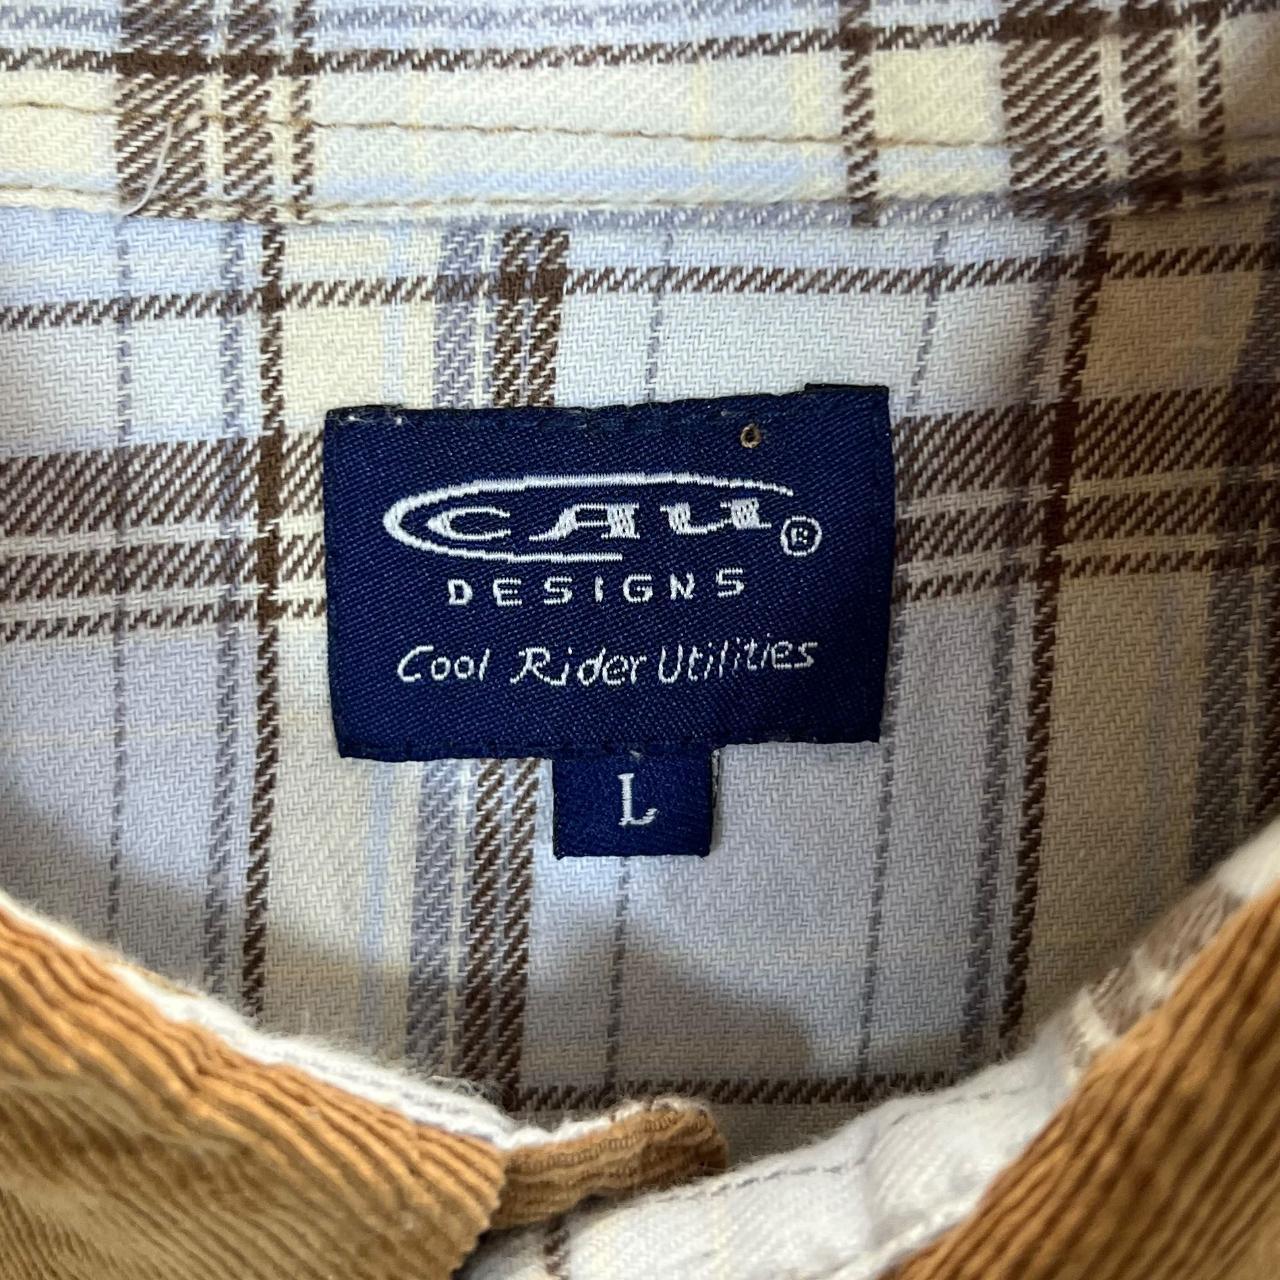 CAU®
DESIGNS
Cool Rider Utilities
L